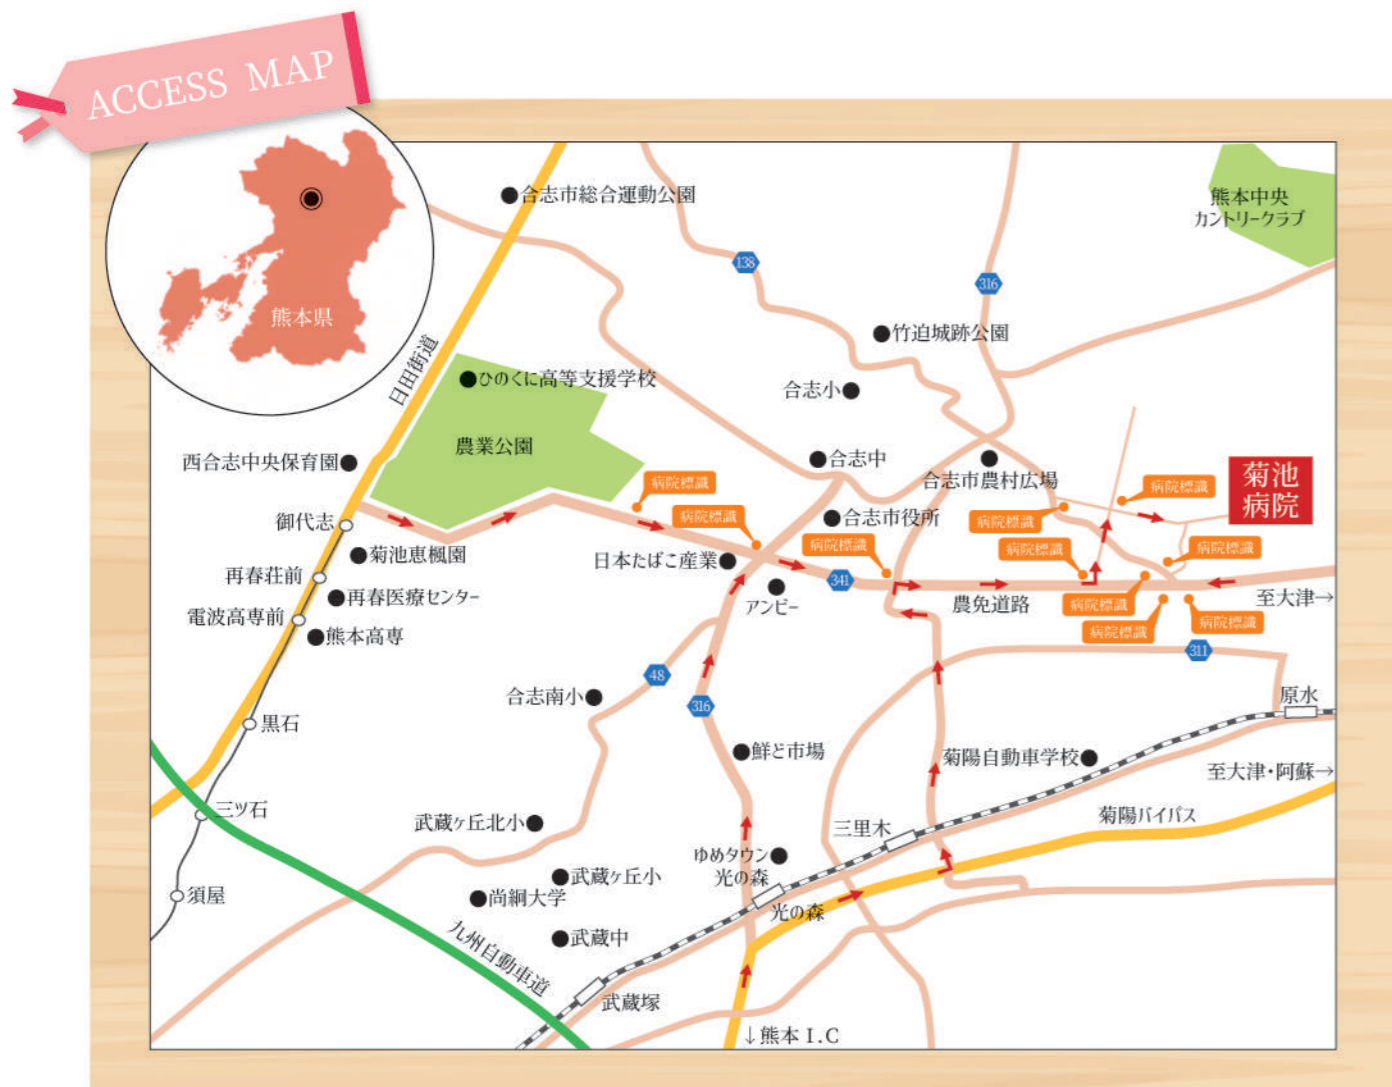 ACCESS MAP
熊本県
合志市総合運動公園
熊本中央
カントリークラブ
138
316
日田街道
竹迫城跡公園
ひのくに高等支援学校
合志小
農業公園
西合志中央保育園
合志中
合志市農村広場
菊池
病院
病院標識
病院標識
病院標識
病院標識
御代志
合志市役所
菊池恵楓園
日本たばこ産業
病院標識
病院標識
病院標識
再春荘前
341
再春医療センター
アンビー
農免道路
病院標識
至大津→
電波高専前
熊本高専
病院標識
病院標識
311
48
合志南小
316
原水
黒石
鮮ど市場
菊陽自動車学校
至大津・阿蘇→
三ツ石
武蔵ヶ丘北小
三里木
菊陽バイパス
ゆめタウン
光の森
武蔵ヶ丘小
須屋
尚絅大学
光の森
九州自動車道
武蔵中
武蔵塚
↓熊本 I.C